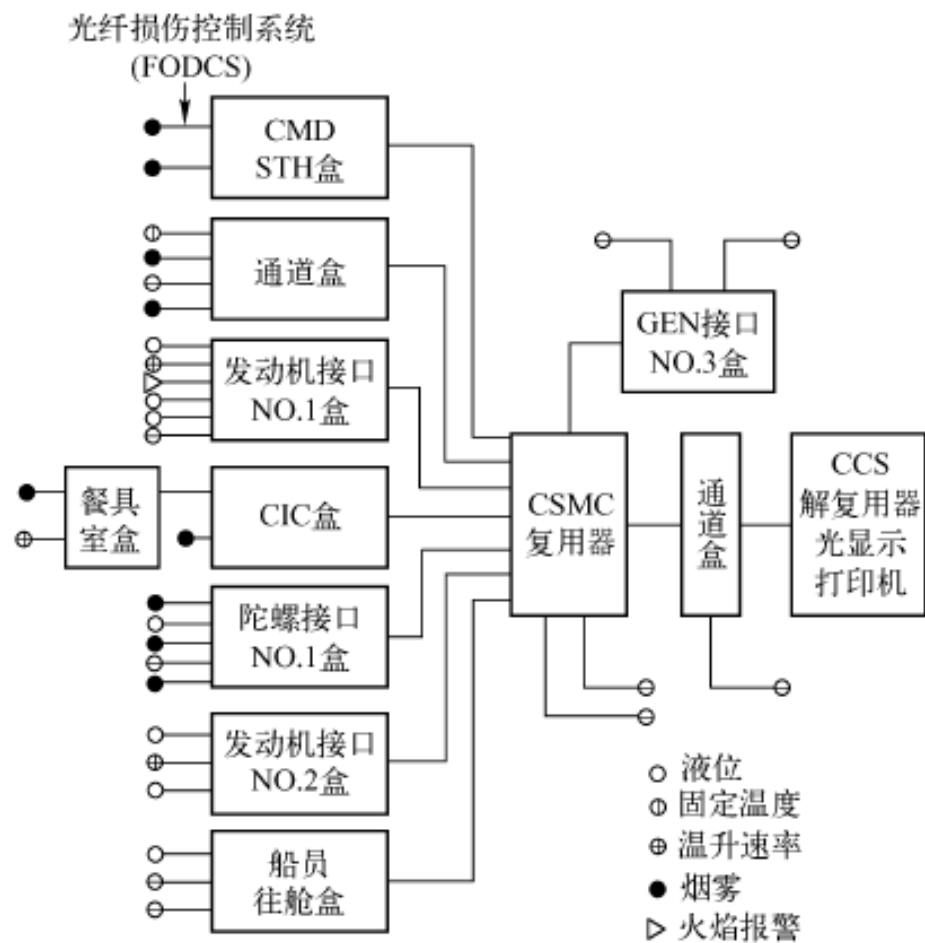 光纤损伤控制系统
(FODCS)
CMD
STH盒
通道盒
发动机接口
NO.1盒
餐具
室盒
CIC盒
陀螺接口
NO.1盒
发动机接口
NO.2盒
船员
往舱盒
GEN接口
NO.3盒
CSMC
复用器
通
道
盒
CCS
解复用器
光显示
打印机
液位
固定温度
温升速率
烟雾
火焰报警